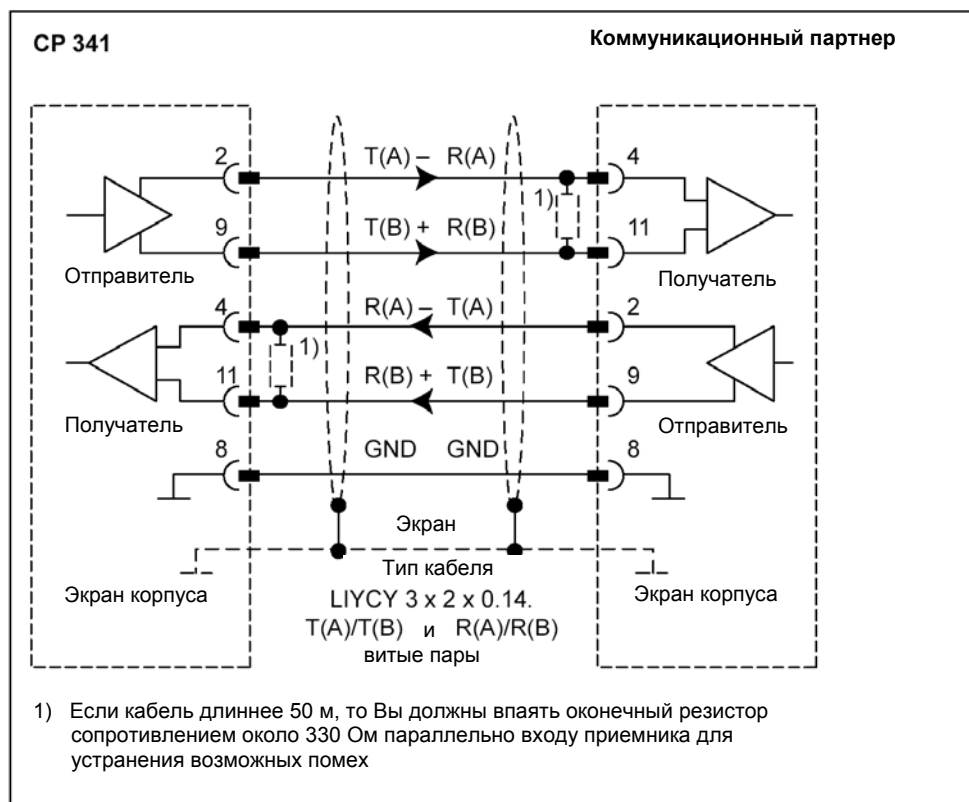 CP 341
Коммуникационный партнер
2 T(A) – R(A) 4
1)
9 T(B) + R(B) 11
Отправитель Получатель
4 R(A) – T(A) 2
1)
11 R(B) + T(B) 9
Получатель Отправитель
8 GND GND 8
Экран
Тип кабеля
Экран корпуса LIYCY 3 x 2 x 0.14. Экран корпуса
T(A)/T(B) и R(A)/R(B)
витые пары
1) Если кабель длиннее 50 м, то Вы должны впаять оконечный резистор
сопротивлением около 330 Ом параллельно входу приемника для
устранения возможных помех